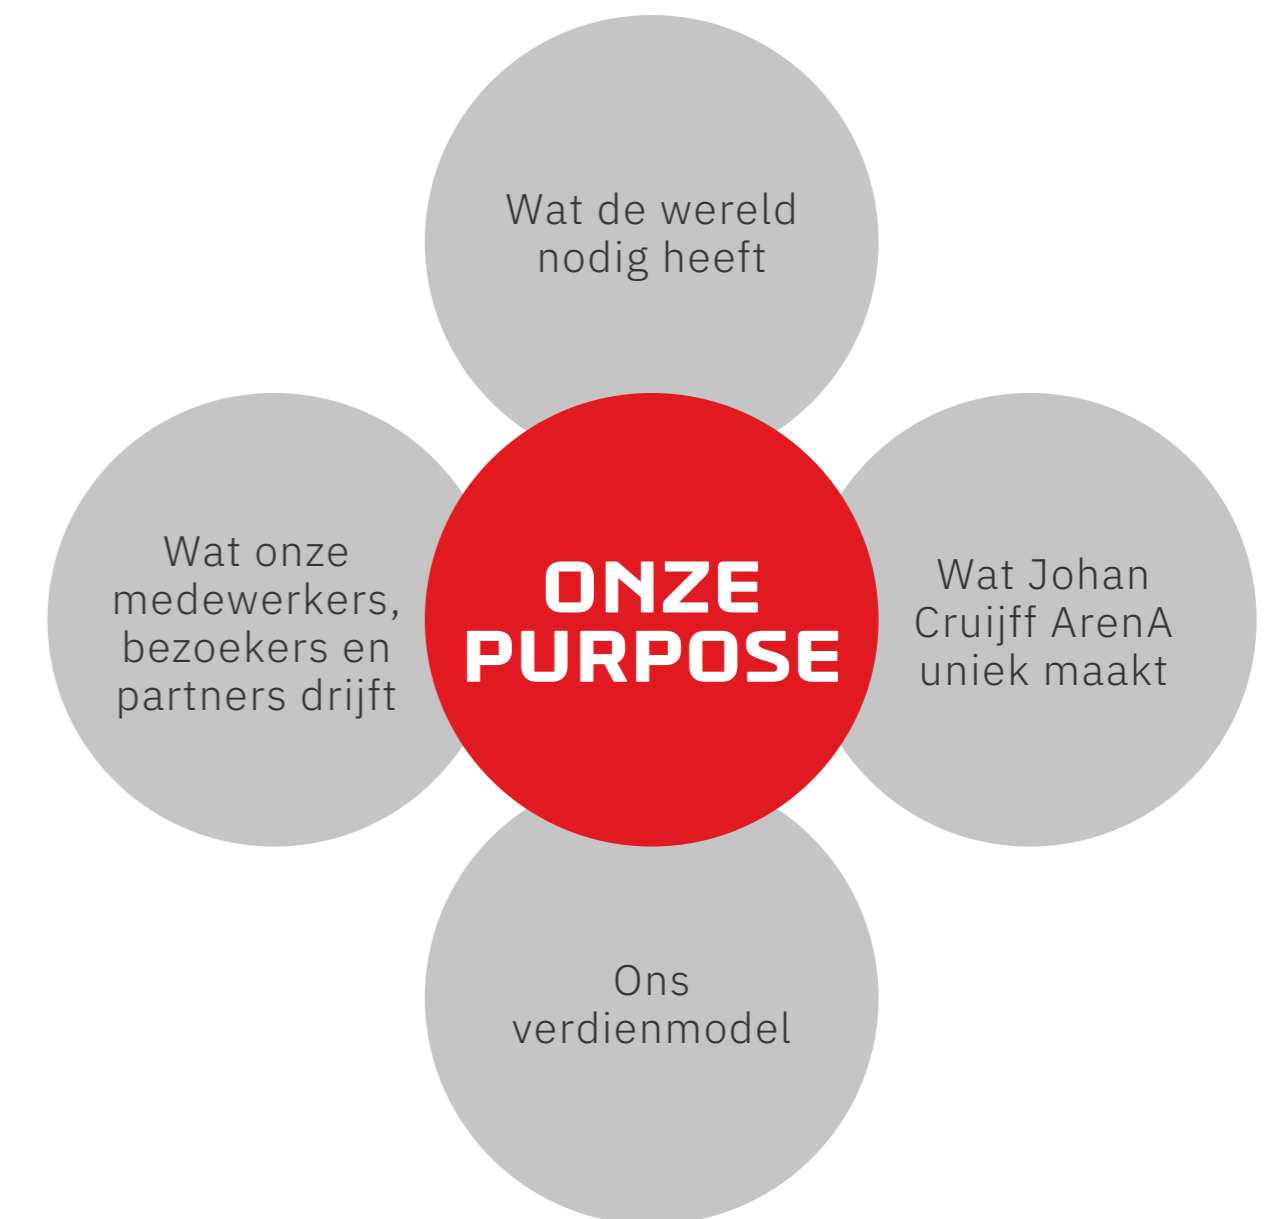 Wat de wereld
nodig heeft
Wat onze
medewerkers,
bezoekers en
partners drijft
ONZE
PURPOSE
Wat Johan
Cruijff ArenA
uniek maakt
Ons
verdienmodel